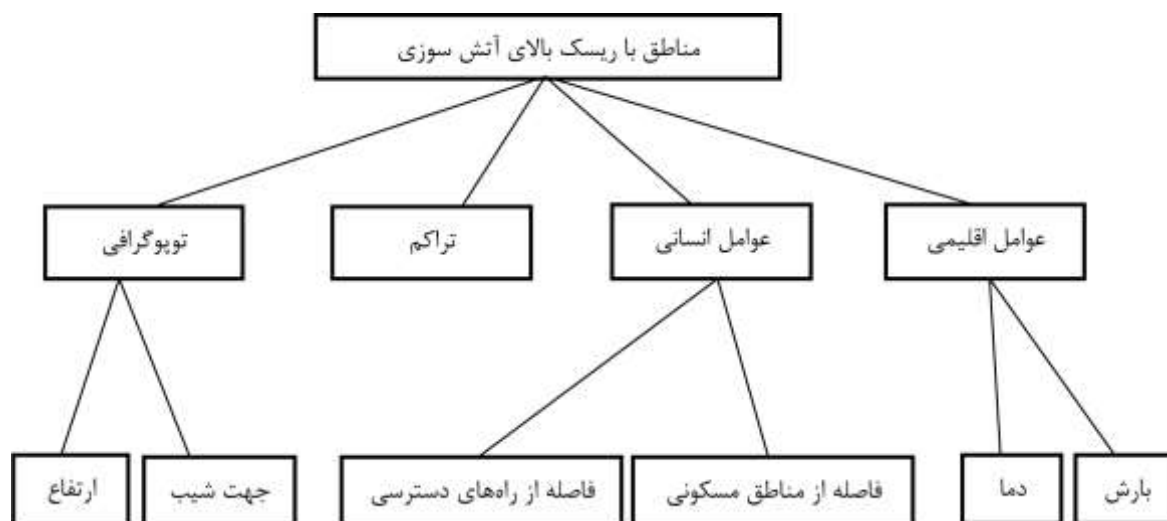 مناطق با ریسک بالای آتش سوزی
عوامل اقلیمی
عوامل انسانی
تراکم
توپوگرافی
بارش
دما
فاصله از مناطق مسکونی
فاصله از راه‌های دسترسی
جهت شیب
ارتفاع